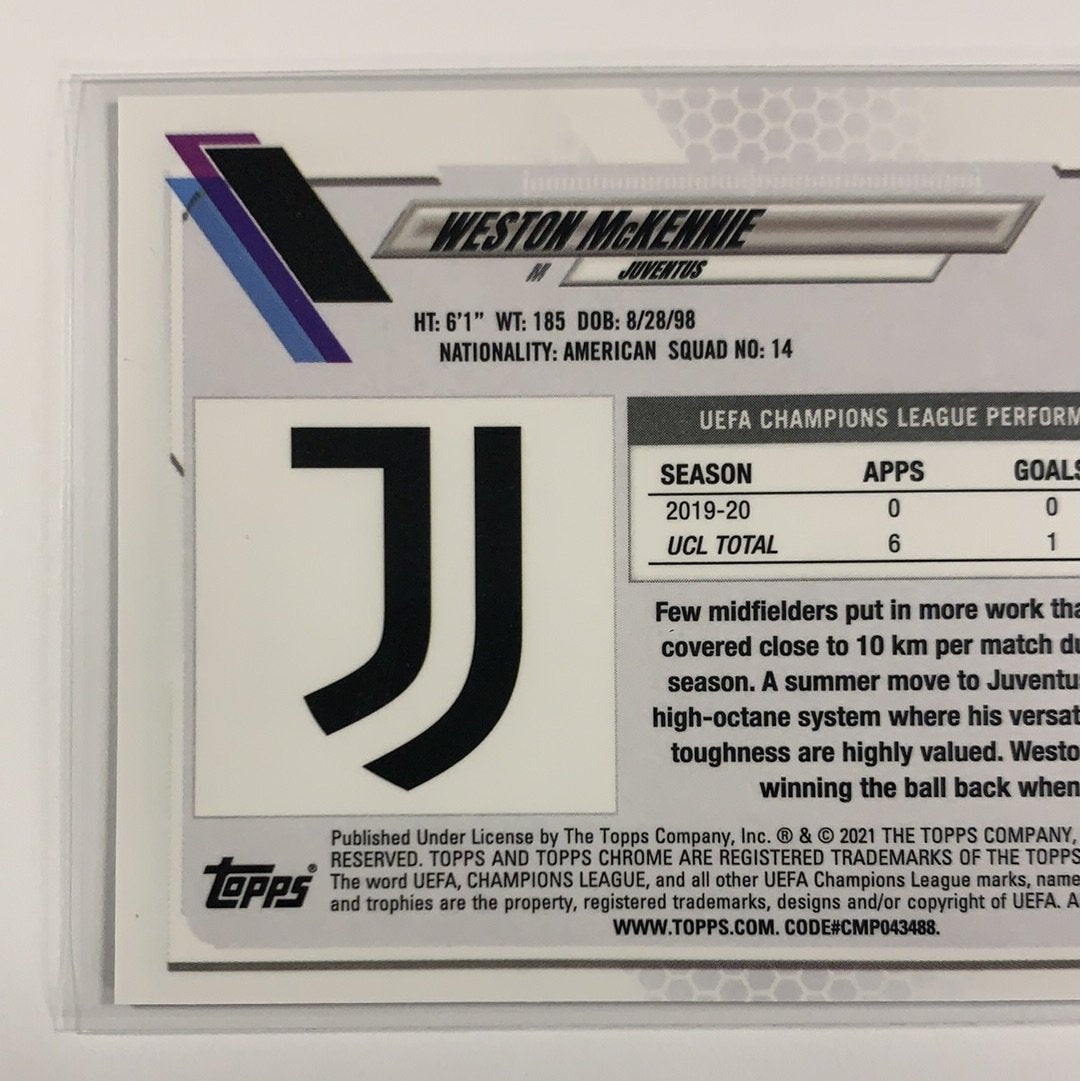 WESTON McKENNIE
M JUVENTUS
HT: 6'1" WT: 185 DOB: 8/28/98
NATIONALITY: AMERICAN SQUAD NO: 14
UEFA CHAMPIONS LEAGUE PERFORM
SEASON APPS GOALS
2019-20 0 0
UCL TOTAL 6 1
Few midfielders put in more work tha
covered close to 10 km per match du
season. A summer move to Juventus
high-octane system where his versat
toughness are highly valued. Westo
winning the ball back when
Published Under License by The Topps Company, Inc. ® & © 2021 THE TOPPS COMPANY,
RESERVED. TOPPS AND TOPPS CHROME ARE REGISTERED TRADEMARKS OF THE TOPPS
The word UEFA, CHAMPIONS LEAGUE, and all other UEFA Champions League marks, name
and trophies are the property, registered trademarks, designs and/or copyright of UEFA. A
WWW.TOPPS.COM. CODE#CMP043488.
topps®